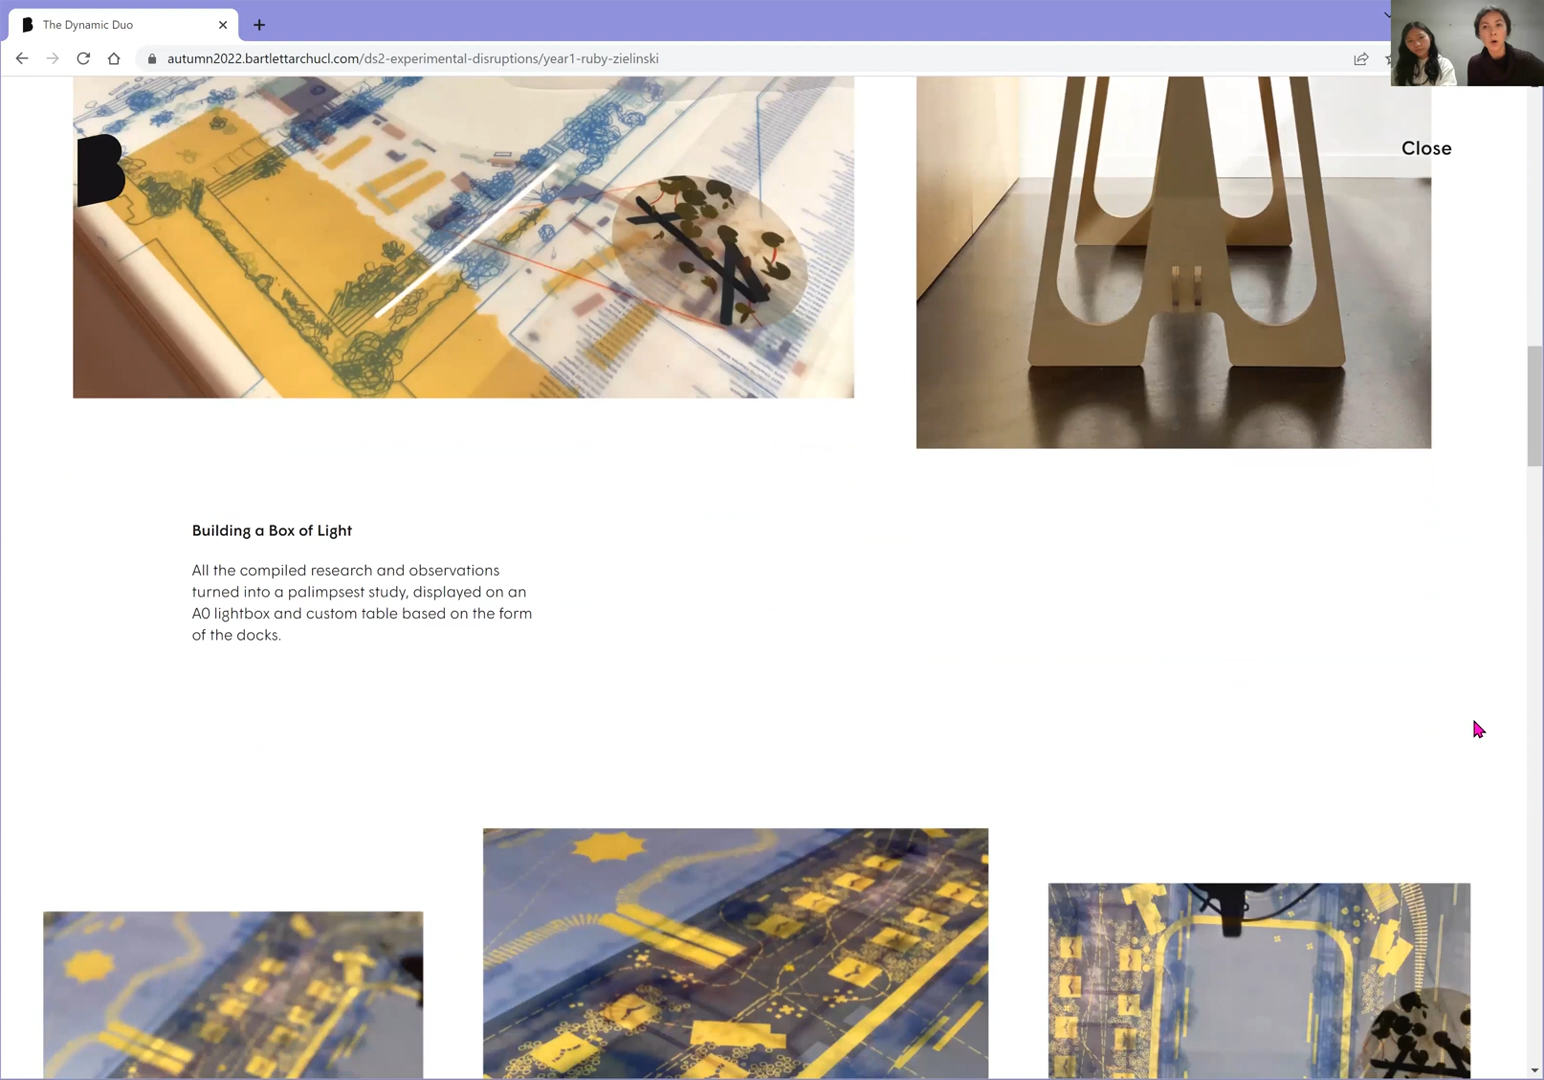 The Dynamic Duo
autumn2022.bartlettarchucl.com/ds2-experimental-disruptions/year1-ruby-zielinski
B
Close
Building a Box of Light
All the compiled research and observations
turned into a palimpsest study, displayed on an
A0 lightbox and custom table based on the form
of the docks.